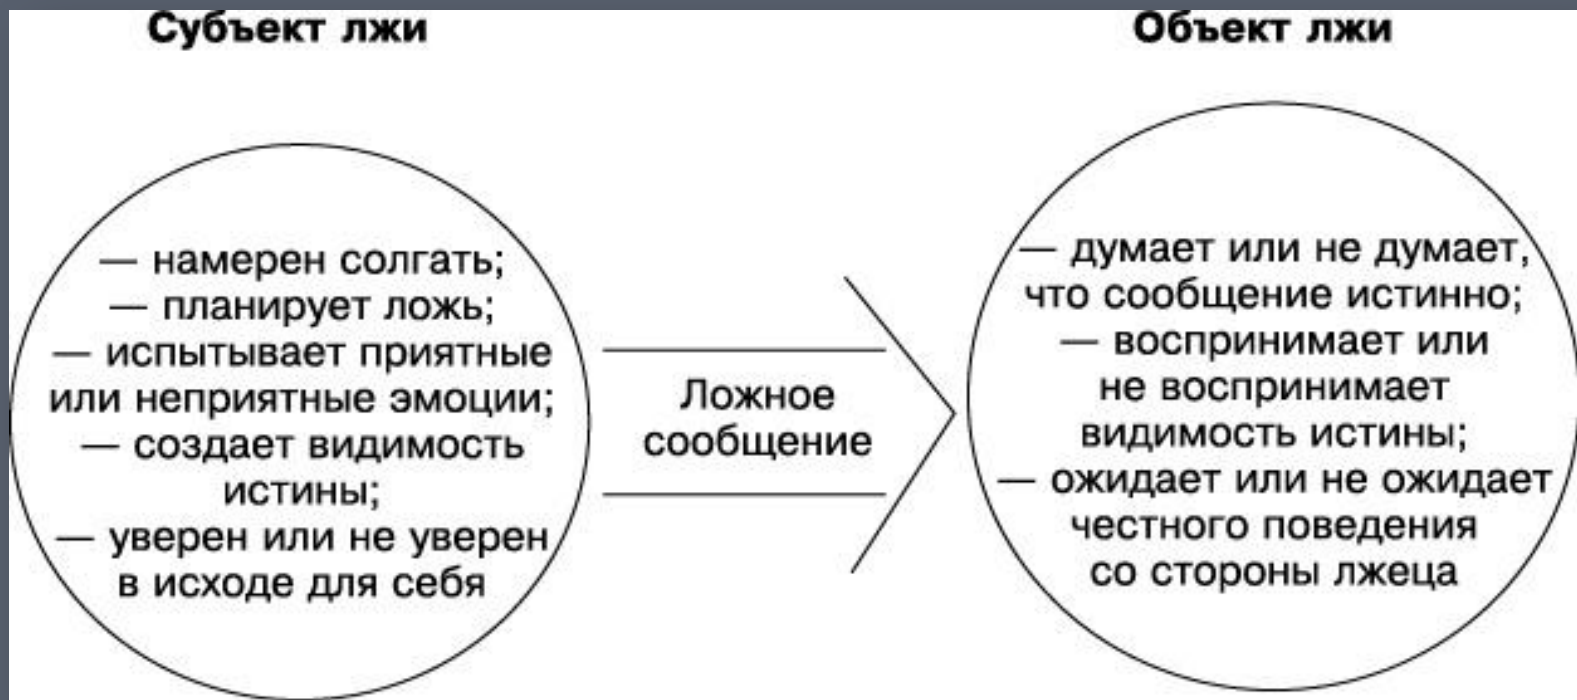 Субъект лжи
Объект лжи
— намерен солгать;
— планирует ложь;
— испытывает приятные
или неприятные эмоции;
— создает видимость
истины;
— уверен или не уверен
в исходе для себя
Ложное
сообщение
— думает или не думает,
что сообщение истинно;
— воспринимает или
не воспринимает
видимость истины;
— ожидает или не ожидает
честного поведения
со стороны лжеца